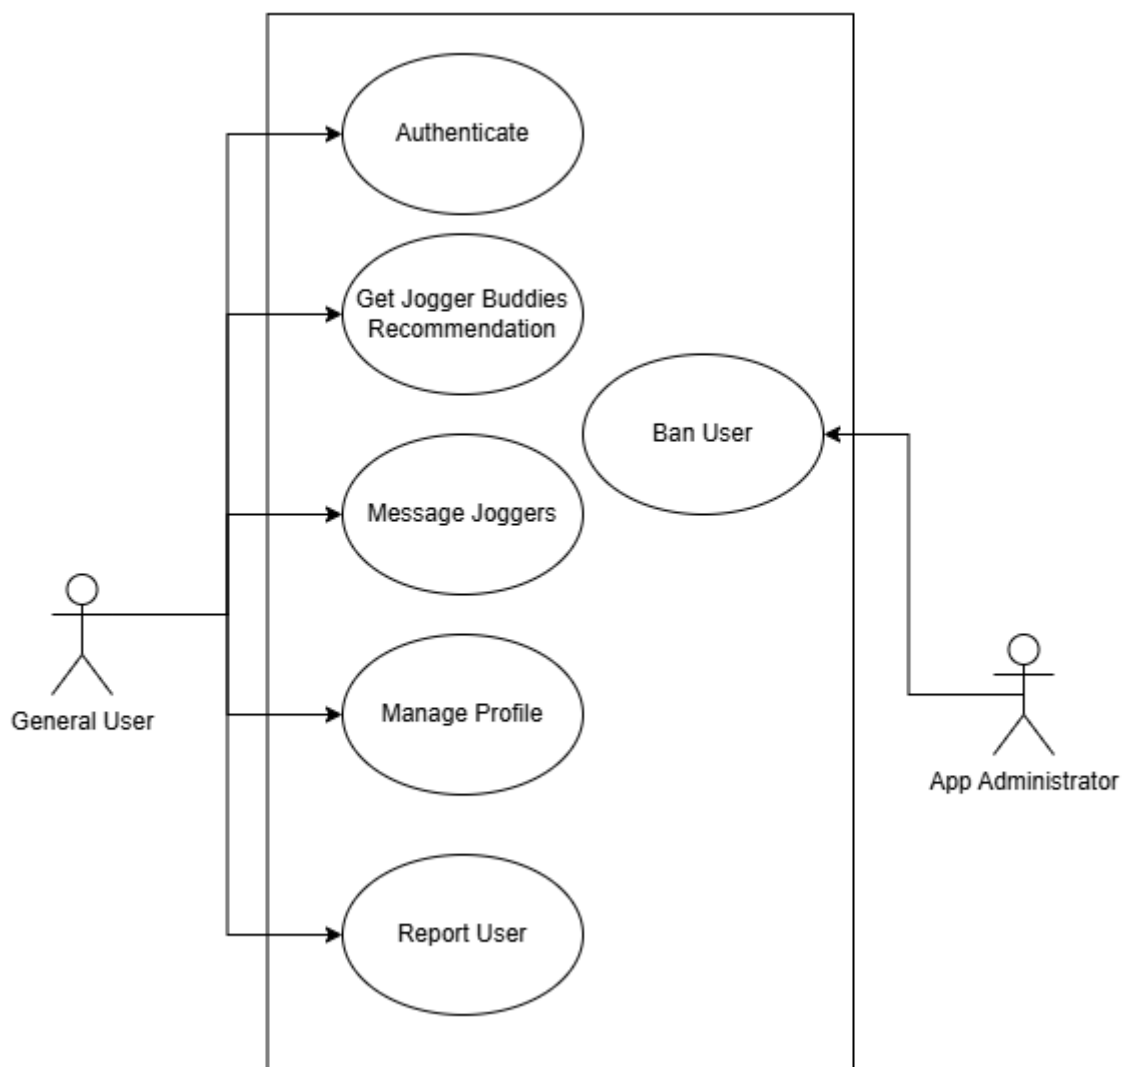 Authenticate
Get Jogger Buddies
Recommendation
Ban User
Message Joggers
General User
Manage Profile
App Administrator
Report User